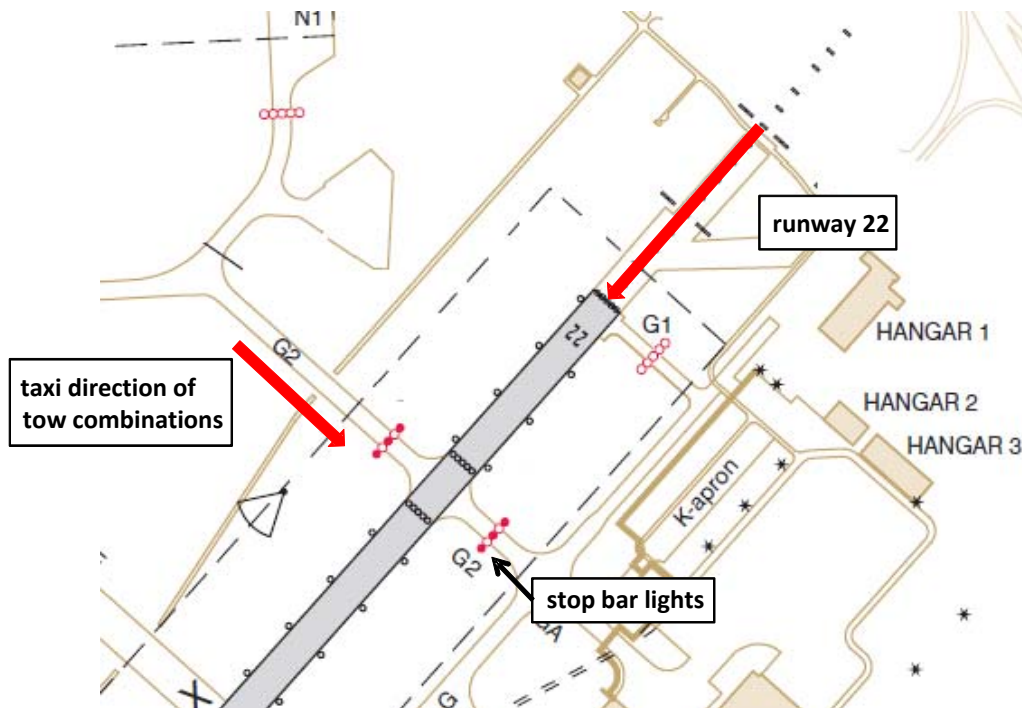 N1
runway 22
22
G1
HANGAR 1
G2
taxi direction of
tow combinations
HANGAR 2
HANGAR 3
K-apron
G2
stop bar lights
X
G